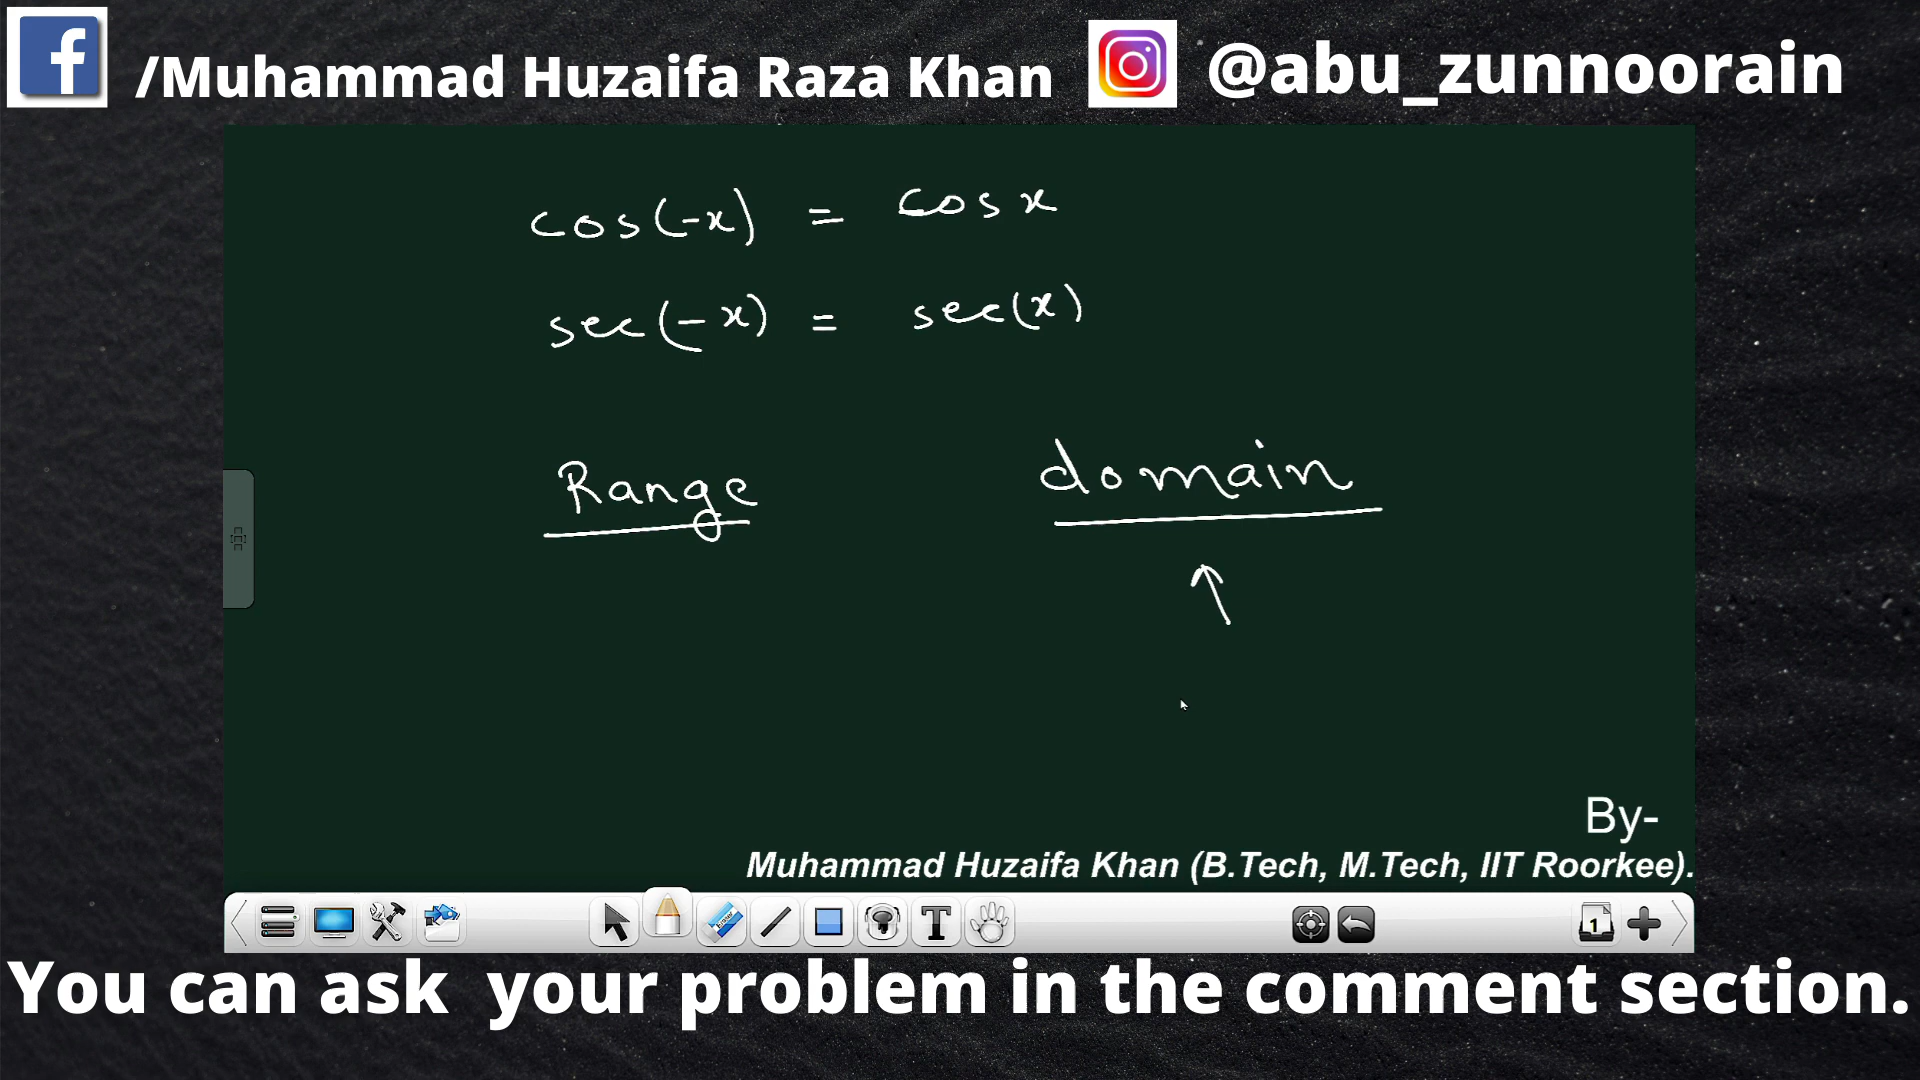 /Muhammad Huzaifa Raza Khan @abu_zunnoorain
cos(-x) = cos x
sec(-x) = sec(x)
Range domain
By-
Muhammad Huzaifa Khan (B.Tech, M.Tech, IIT Roorkee).
1
You can ask your problem in the comment section.